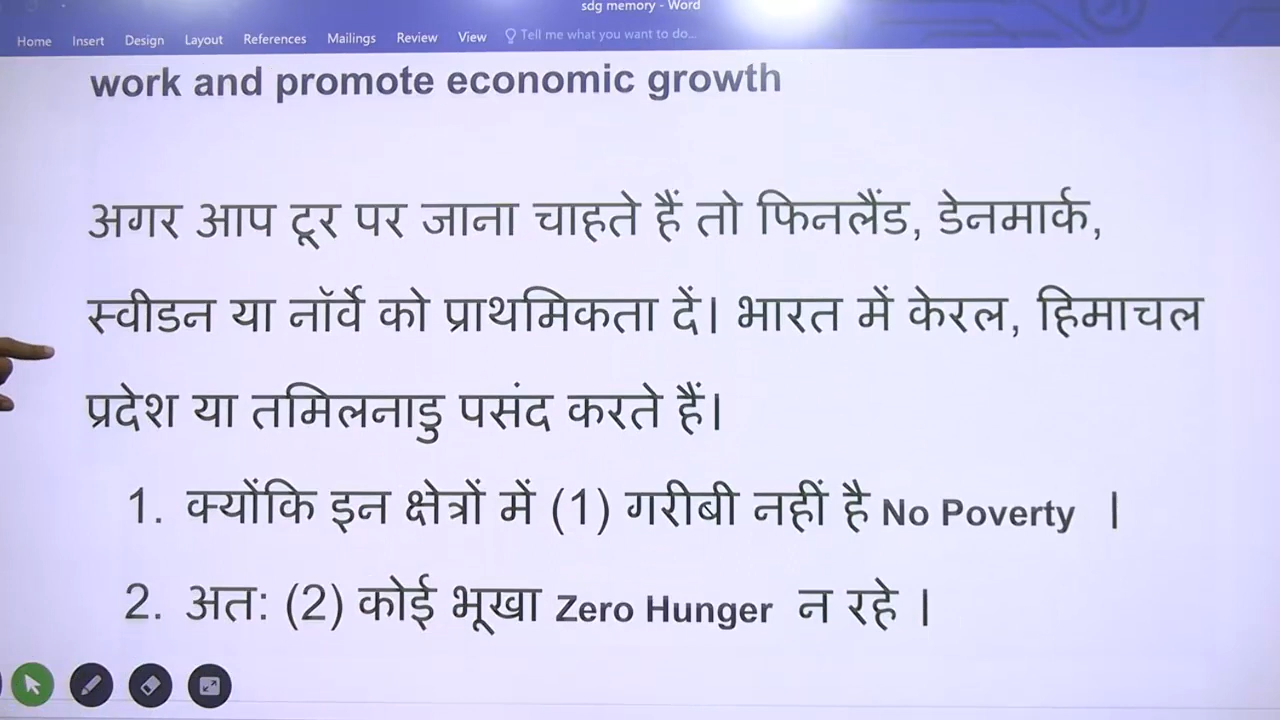 sdg memory - Word
Home Insert Design Layout References Mailings Review View Tell me what you want to do...
work and promote economic growth
अगर आप टूर पर जाना चाहते हैं तो फिनलैंड, डेनमार्क,
स्वीडन या नॉर्वे को प्राथमिकता दें। भारत में केरल, हिमाचल
प्रदेश या तमिलनाडु पसंद करते हैं।
1. क्योंकि इन क्षेत्रों में (1) गरीबी नहीं है No Poverty ।
2. अत: (2) कोई भूखा Zero Hunger न रहे ।